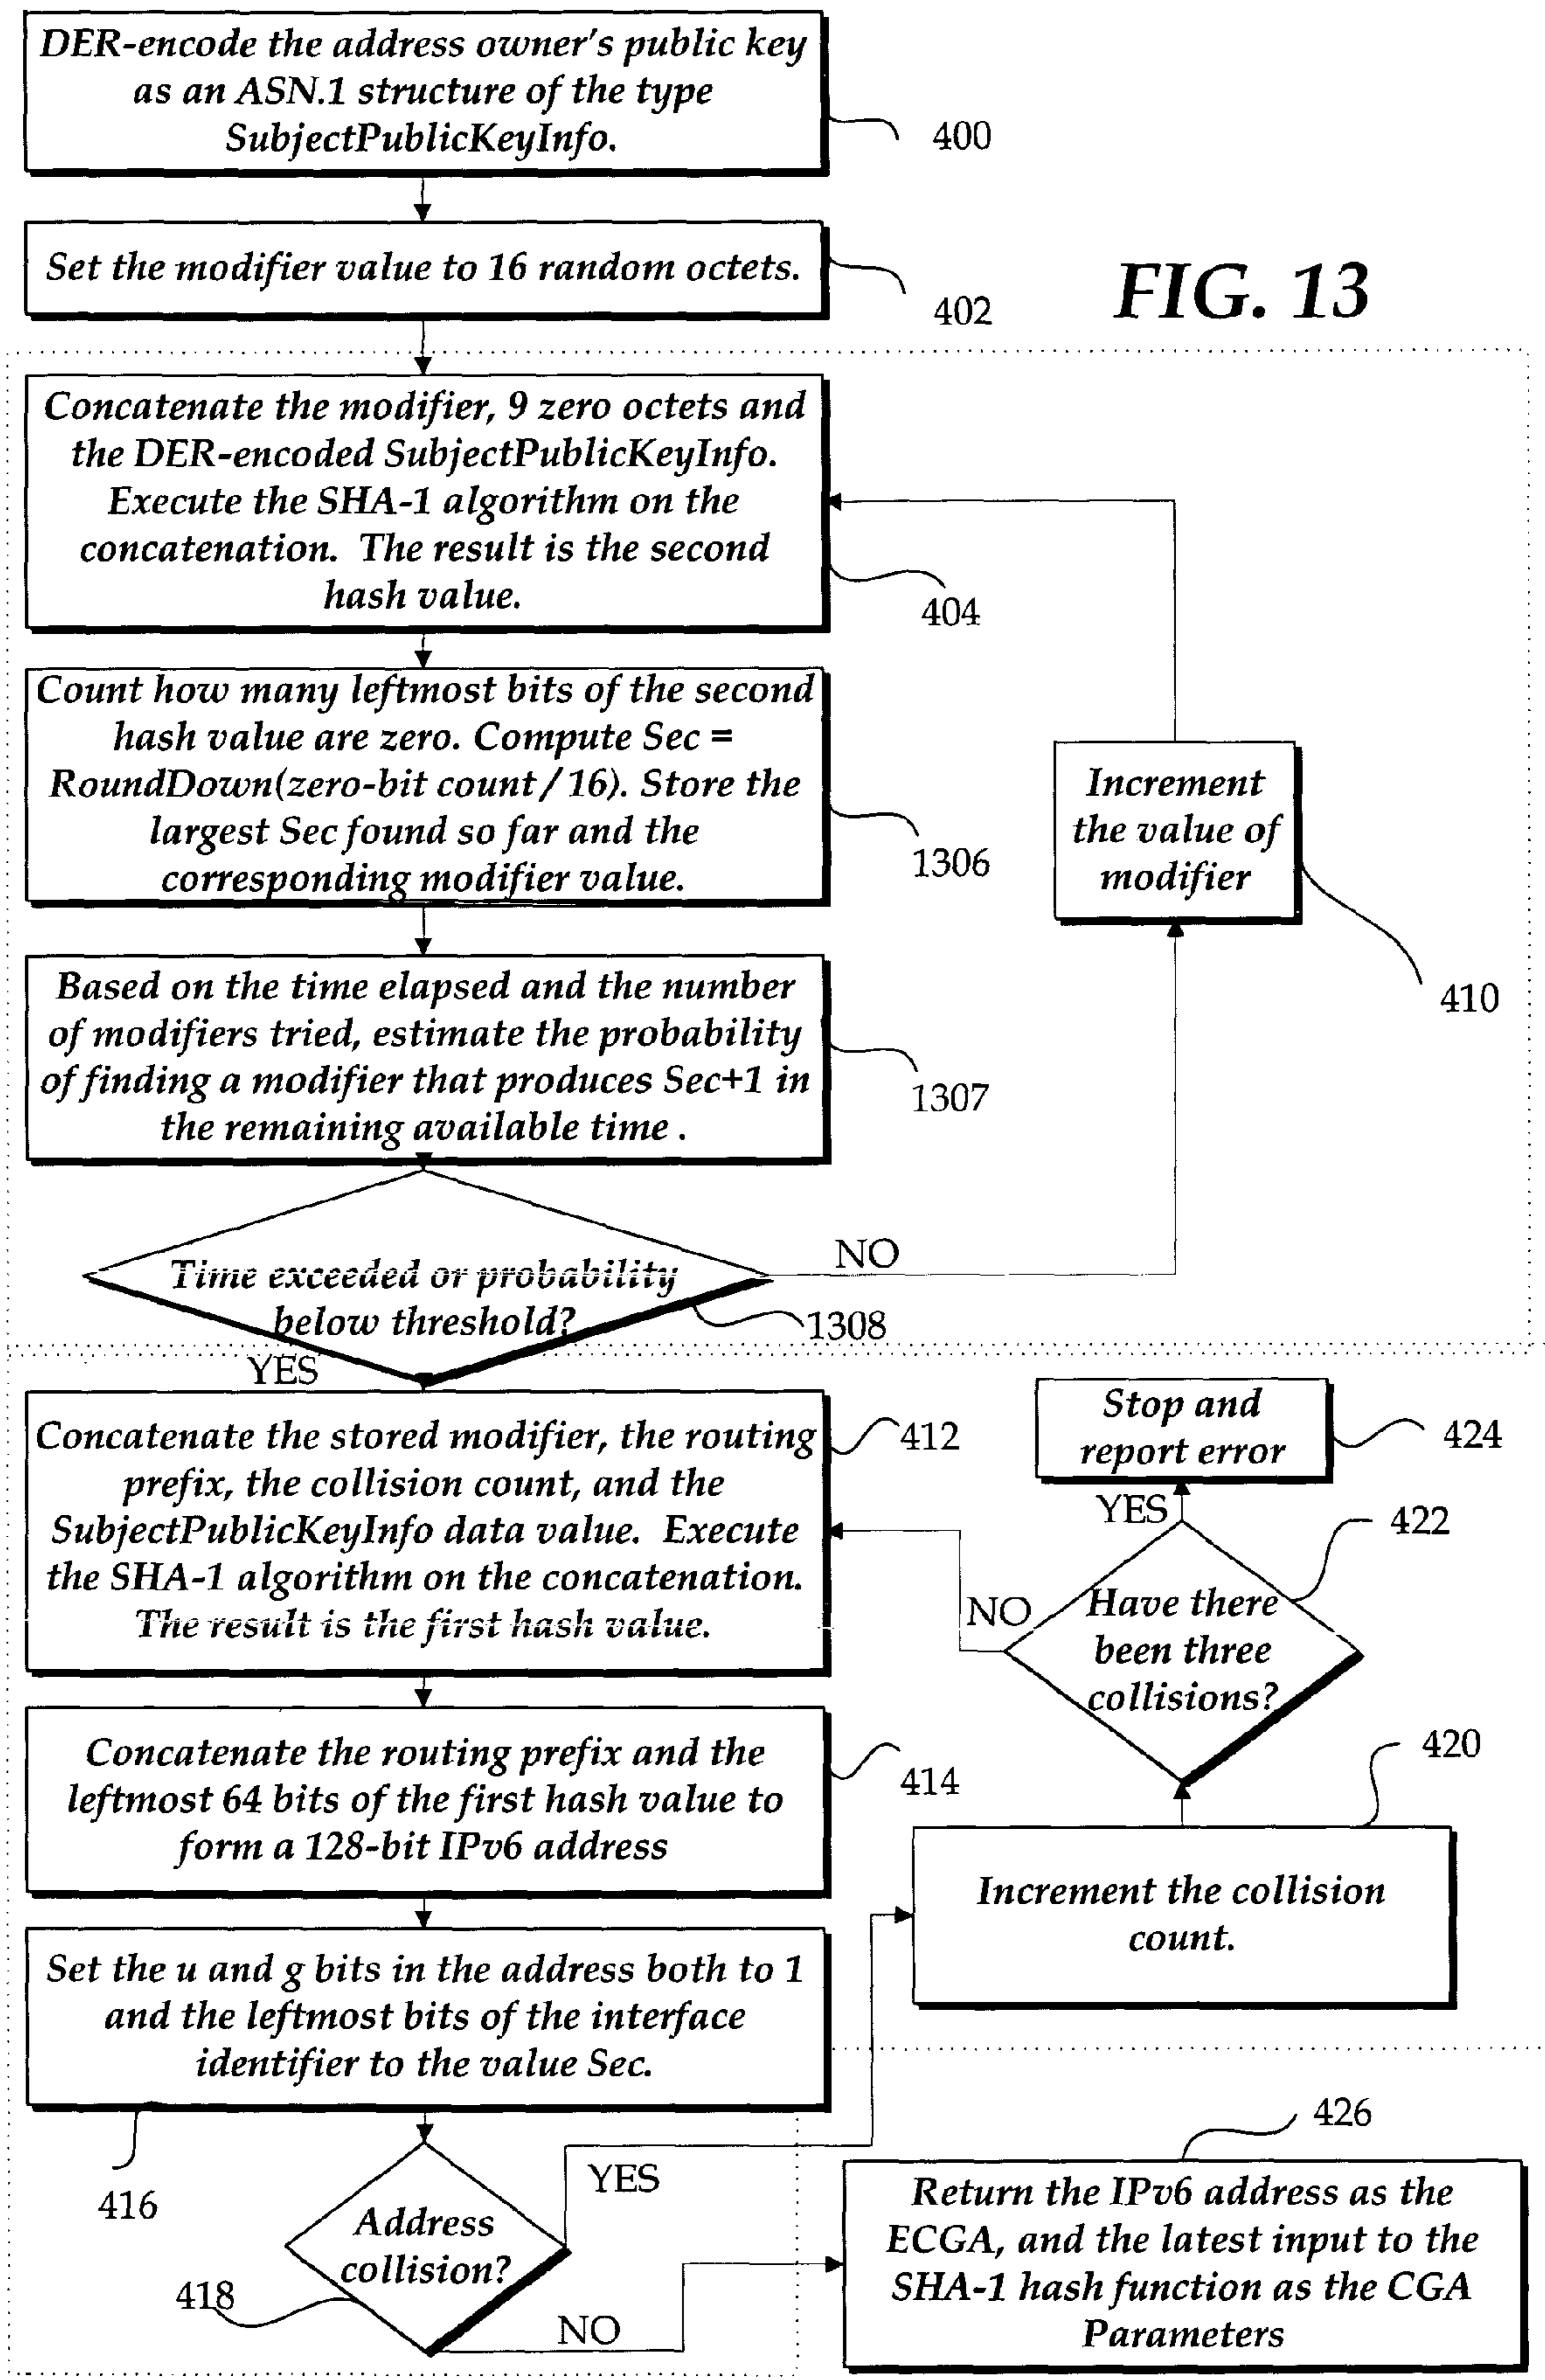 DER-encode the address owner's public key
as an ASN.1 structure of the type
SubjectPublicKeyInfo.
400
Set the modifier value to 16 random octets.
402
FIG. 13
Concatenate the modifier, 9 zero octets and
the DER-encoded SubjectPublicKeyInfo.
Execute the SHA-1 algorithm on the
concatenation. The result is the second
hash value.
404
Count how many leftmost bits of the second
hash value are zero. Compute Sec =
RoundDown(zero-bit count/16). Store the
largest Sec found so far and the
corresponding modifier value.
1306
Increment
the value of
modifier
410
Based on the time elapsed and the number
of modifiers tried, estimate the probability
of finding a modifier that produces Sec+1 in
the remaining available time .
1307
Time exceeded or probability
below threshold?
NO
1308
YES
Concatenate the stored modifier, the routing
prefix, the collision count, and the
SubjectPublicKeyInfo data value. Execute
the SHA-1 algorithm on the concatenation.
The result is the first hash value.
412
Stop and
report error
424
YES
422
Have there
been three
collisions?
NO
Concatenate the routing prefix and the
leftmost 64 bits of the first hash value to
form a 128-bit IPv6 address
414
420
Increment the collision
count.
Set the u and g bits in the address both to 1
and the leftmost bits of the interface
identifier to the value Sec.
416
Address
collision?
YES
418
NO
426
Return the IPv6 address as the
ECGA, and the latest input to the
SHA-1 hash function as the CGA
Parameters